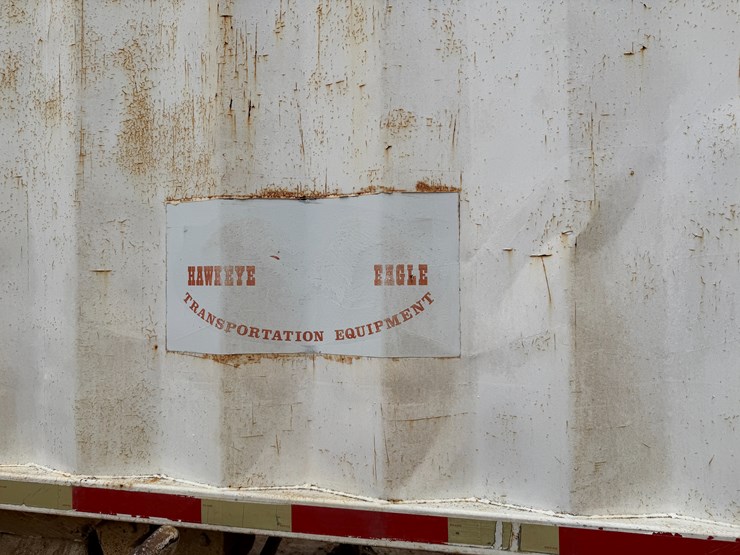 HAWKEYE EAGLE
TRANSPORTATION EQUIPMENT